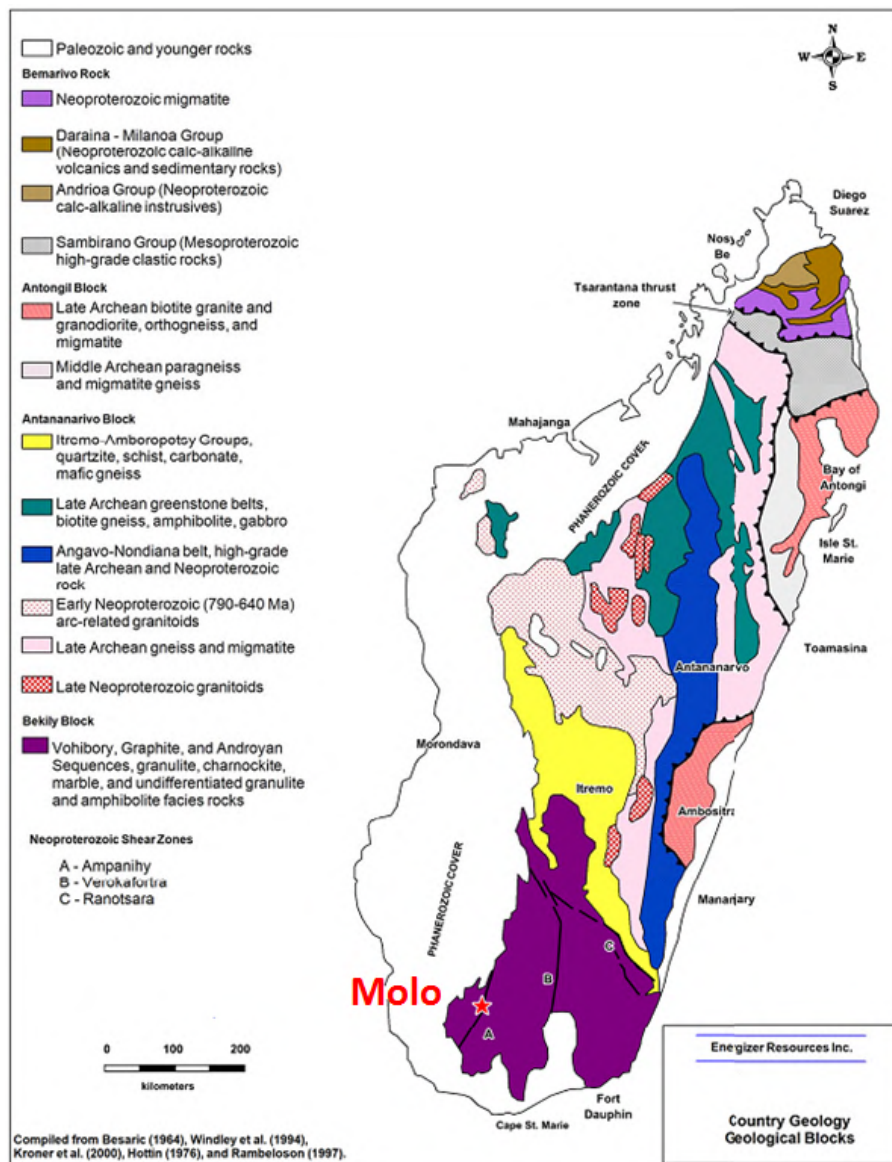 Paleozoic and younger rocks
Bemarivo Rock
Neoproterozoic migmatite
Daraina - Milanoa Group
(Neoproterozoic calc-alkaline
volcanics and sedimentary rocks)
Andrioa Group (Neoproterozoic
calc-alkaline instrusives)
Sambirano Group (Mesoproterozoic
high-grade clastic rocks)
Antongil Block
Late Archean biotite granite and
granodiorite, orthogneiss, and
migmatite
Middle Archean paragneiss
and migmatite gneiss
Antananarivo Block
Itremo-Amboropotsy Groups,
quartzite, schist, carbonate,
mafic gneiss
Late Archean greenstone belts,
biotite gneiss, amphibolite, gabbro
Angavo-Nondiana belt, high-grade
late Archean and Neoproterozoic
rock
Early Neoproterozoic (790-640 Ma)
arc-related granitoids
Late Archean gneiss and migmatite
Late Neoproterozoic granitoids
Bekily Block
Vohibory, Graphite, and Androyan
Sequences, granulite, charnockite,
marble, and undifferentiated granulite
and amphibolite facies rocks
Neoproterozoic Shear Zones
A - Ampanihy
B - Verokafortra
C - Ranotsara
N
W E
S
Diego
Suarez
Nosy
Be
Tsarantana thrust
zone
Mahajanga
PHANEROZOIC COVER
Bay of
Antongi
Isle St.
Marie
Toamasina
Antananarvo
Morondava
Itremo
Ambositra
Mananjary
PHANEROZOIC COVER
C
B
Molo
A
Fort
Dauphin
Cape St. Marie
0 100 200
kilometers
Energizer Resources Inc.
Country Geology
Geological Blocks
Compiled from Besaric (1964), Windley et al. (1994),
Kroner et al. (2000), Hottin (1976), and Rambeloson (1997).